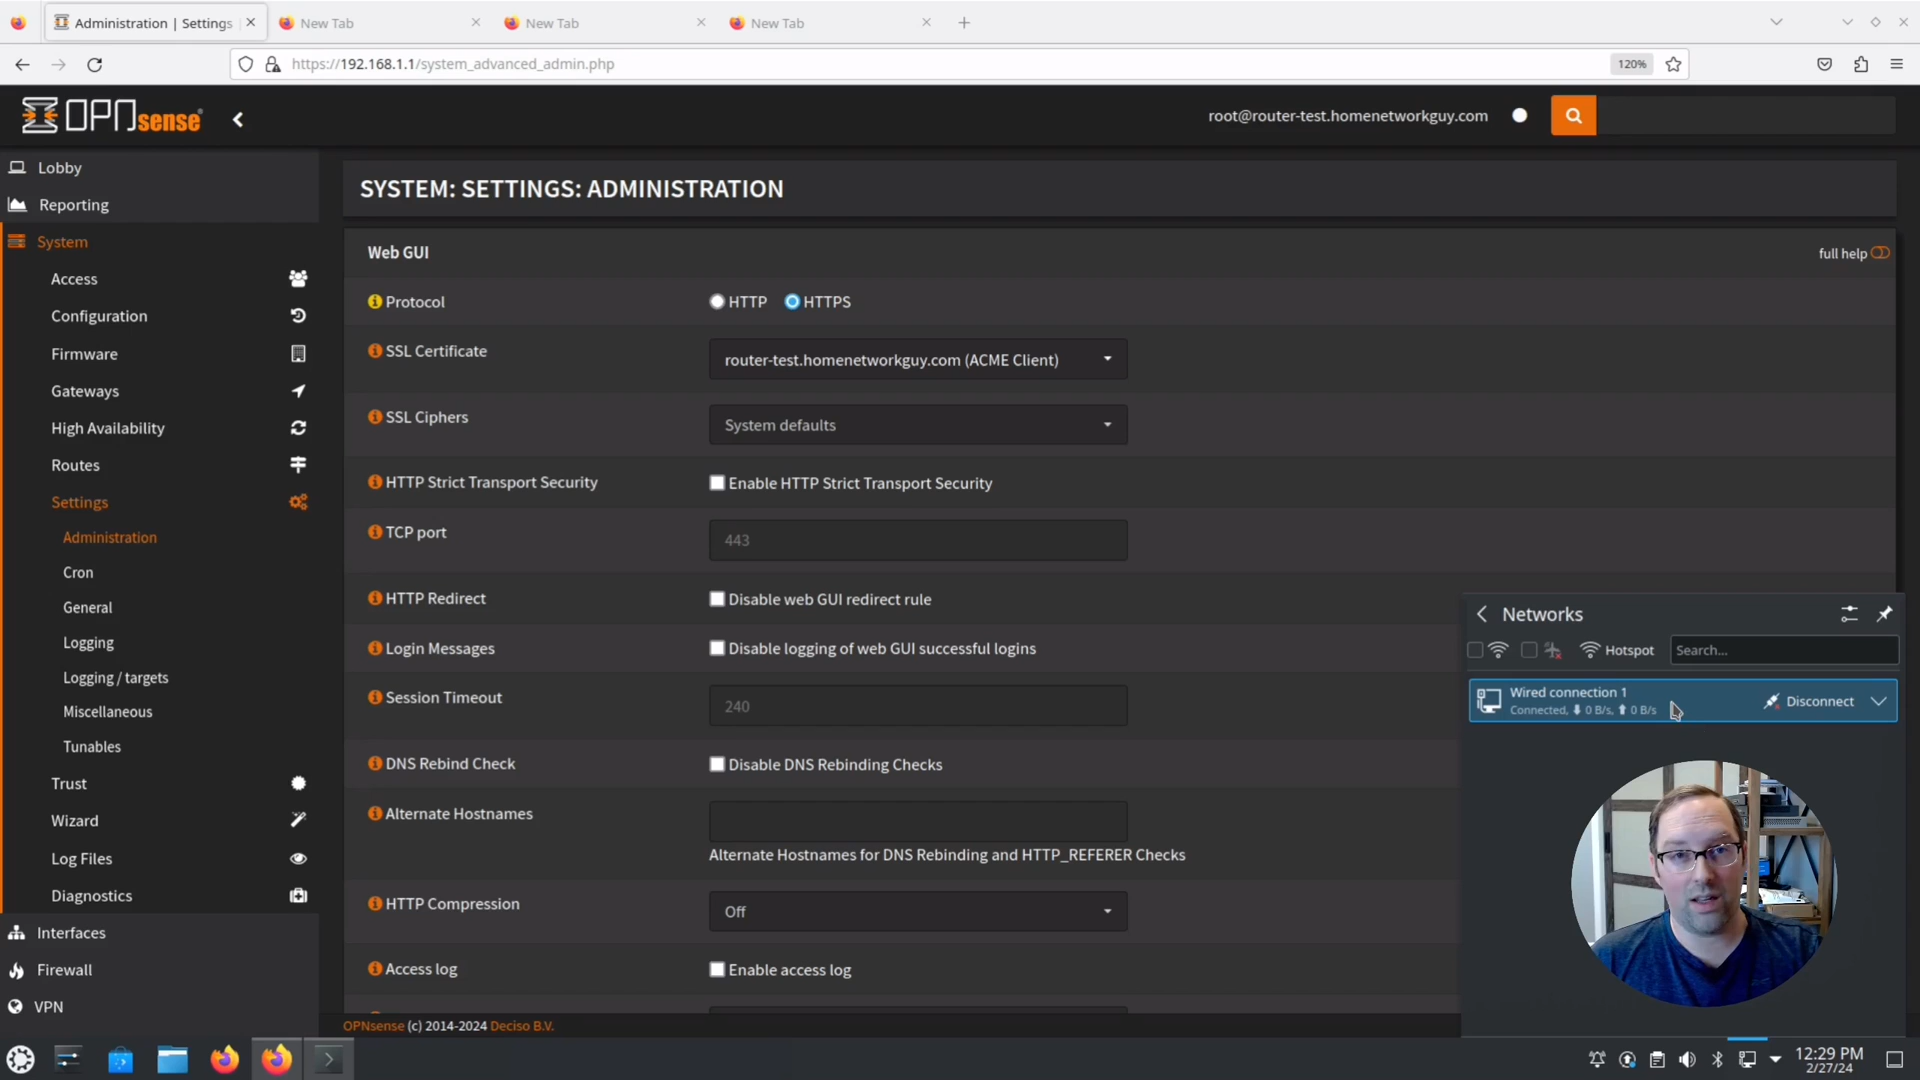 Administration | Settings
New Tab
New Tab
New Tab
https://192.168.1.1/system_advanced_admin.php
120%
OPNsense
root@router-test.homenetworkguy.com
Lobby
Reporting
System
Access
Configuration
Firmware
Gateways
High Availability
Routes
Settings
Administration
Cron
General
Logging
Logging / targets
Miscellaneous
Tunables
Trust
Wizard
Log Files
Diagnostics
Interfaces
Firewall
VPN
SYSTEM: SETTINGS: ADMINISTRATION
Web GUI
full help
Protocol
HTTP
HTTPS
SSL Certificate
router-test.homenetworkguy.com (ACME Client)
SSL Ciphers
System defaults
HTTP Strict Transport Security
Enable HTTP Strict Transport Security
TCP port
443
HTTP Redirect
Disable web GUI redirect rule
Login Messages
Disable logging of web GUI successful logins
Session Timeout
240
DNS Rebind Check
Disable DNS Rebinding Checks
Alternate Hostnames
Alternate Hostnames for DNS Rebinding and HTTP_REFERER Checks
HTTP Compression
Off
Access log
Enable access log
OPNsense (c) 2014-2024 Deciso B.V.
Networks
Hotspot
Search...
Wired connection 1
Connected, 0 B/s, 0 B/s
Disconnect
12:29 PM
2/27/24